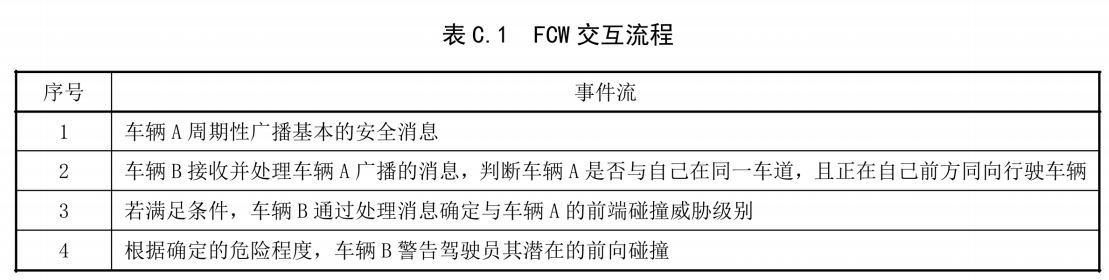 表 C.1 FCW 交互流程
序号 事件流
1 车辆 A 周期性广播基本的安全消息
2 车辆 B 接收并处理车辆 A 广播的消息，判断车辆 A 是否与自己在同一车道，且正在自己前方同向行驶车辆
3 若满足条件，车辆 B 通过处理消息确定与车辆 A 的前端碰撞威胁级别
4 根据确定的危险程度，车辆 B 警告驾驶员其潜在的前向碰撞